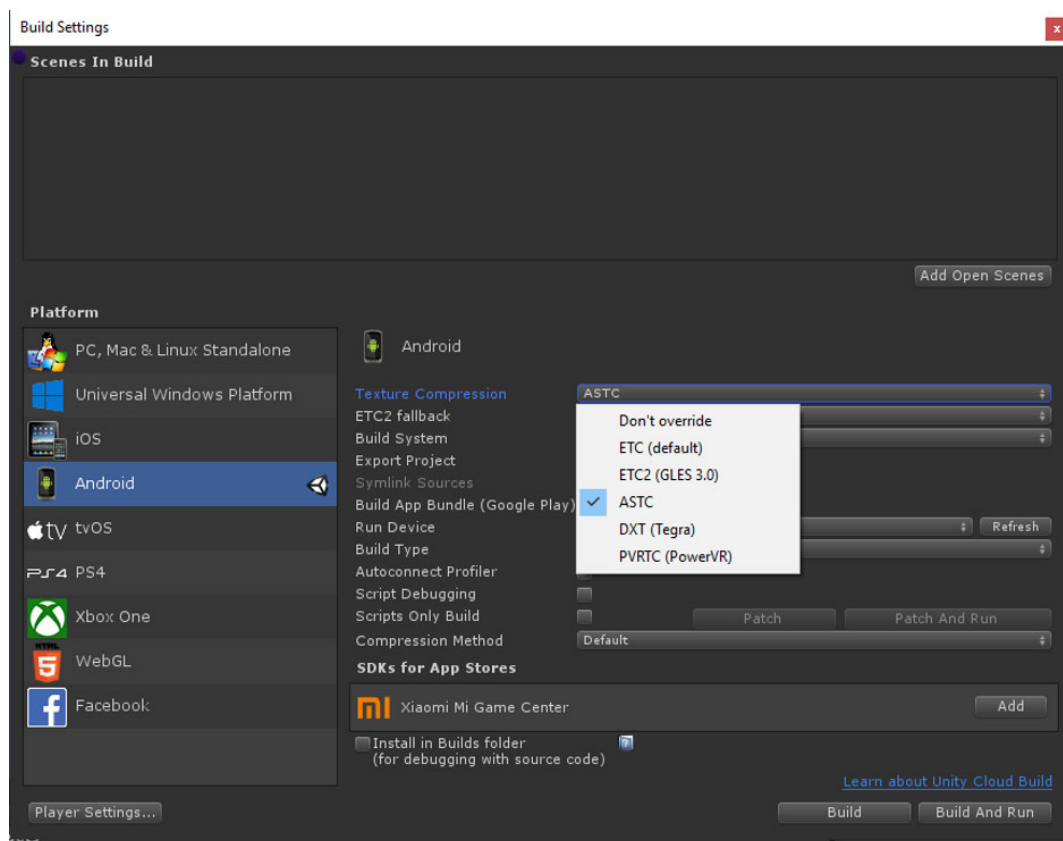 Build Settings
x
Scenes In Build
Add Open Scenes
Platform
PC, Mac & Linux Standalone
Universal Windows Platform
iOS
Android
tvOS
PS4
Xbox One
HTML
5
WebGL
Facebook
Android
Texture Compression ASTC
ETC2 fallback
Build System
Export Project
Symlink Sources
Build App Bundle (Google Play)
Run Device Refresh
Build Type
Autoconnect Profiler
Script Debugging
Scripts Only Build Patch Patch And Run
Compression Method Default
Don't override
ETC (default)
ETC2 (GLES 3.0)
ASTC
DXT (Tegra)
PVRTC (PowerVR)
SDKs for App Stores
Xiaomi Mi Game Center Add
Install in Builds folder
(for debugging with source code)
Learn about Unity Cloud Build
Player Settings... Build Build And Run